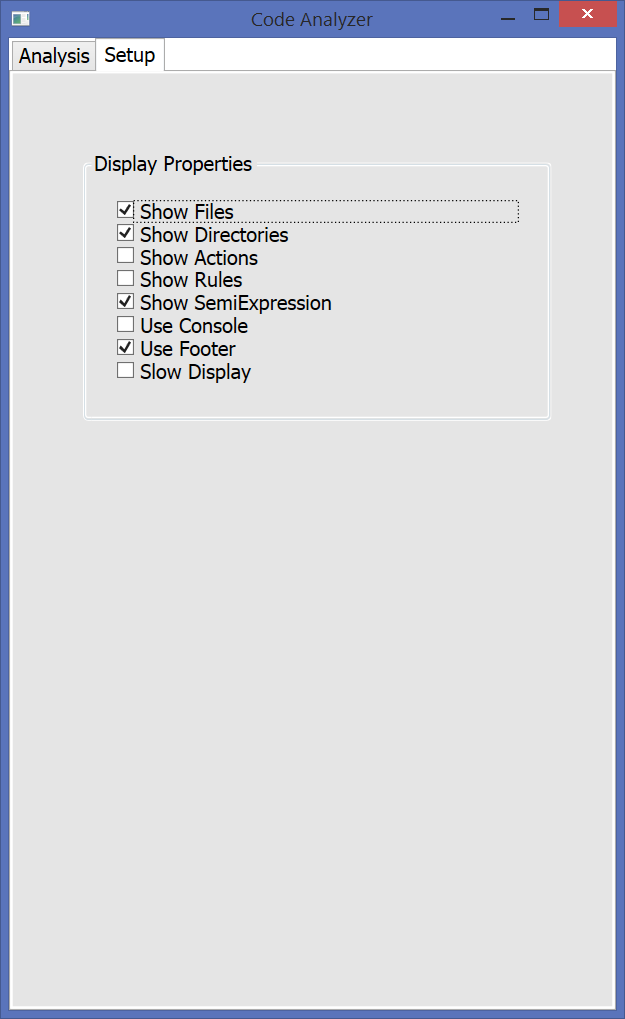 Code Analyzer
Analysis Setup
Display Properties
Show Files
Show Directories
Show Actions
Show Rules
Show SemiExpression
Use Console
Use Footer
Slow Display